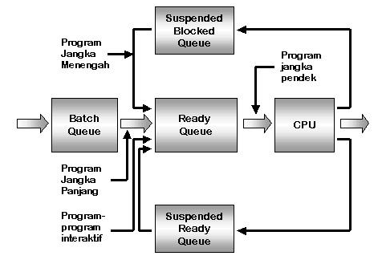 Suspended
Blocked
Queue
Program
Jangka
Menengah
Program
jangka
pendek
Batch
Queue
Ready
Queue
CPU
Program
Jangka
Panjang
Program-
program
interaktif
Suspended
Ready
Queue